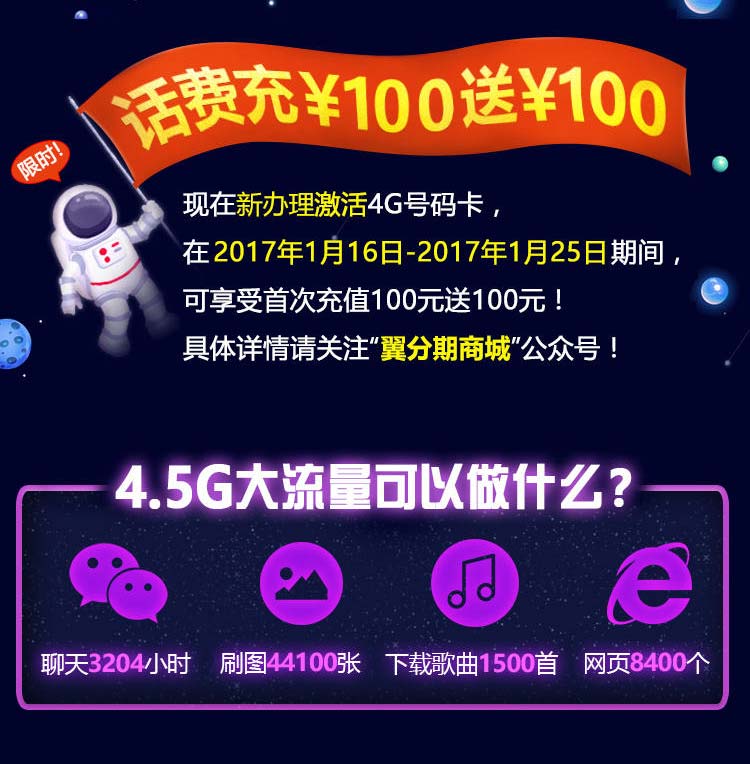 话费充¥100送¥100
限时!
现在新办理激活4G号码卡，
在2017年1月16日-2017年1月25日期间，
可享受首次充值100元送100元！
具体详情请关注“翼分期商城”公众号！
4.5G大流量可以做什么？
聊天3204小时
刷图44100张
下载歌曲1500首
网页8400个